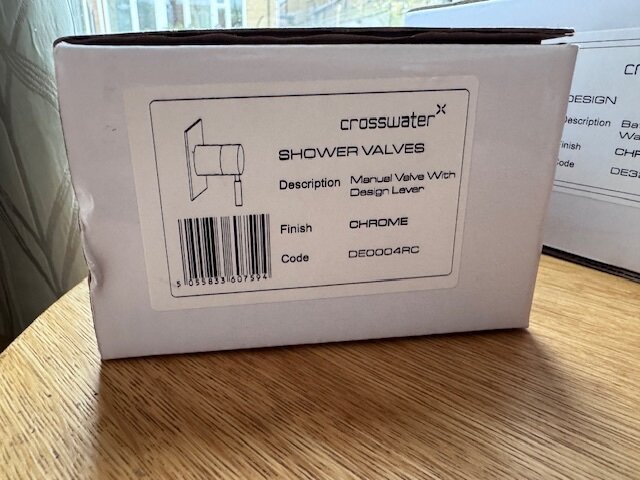 crosswater
SHOWER VALVES
Description Manual Valve With
Design Lever
Finish CHROME
Code DE0004RC
5 055833 607594
DESIGN
Description
Finish
Code